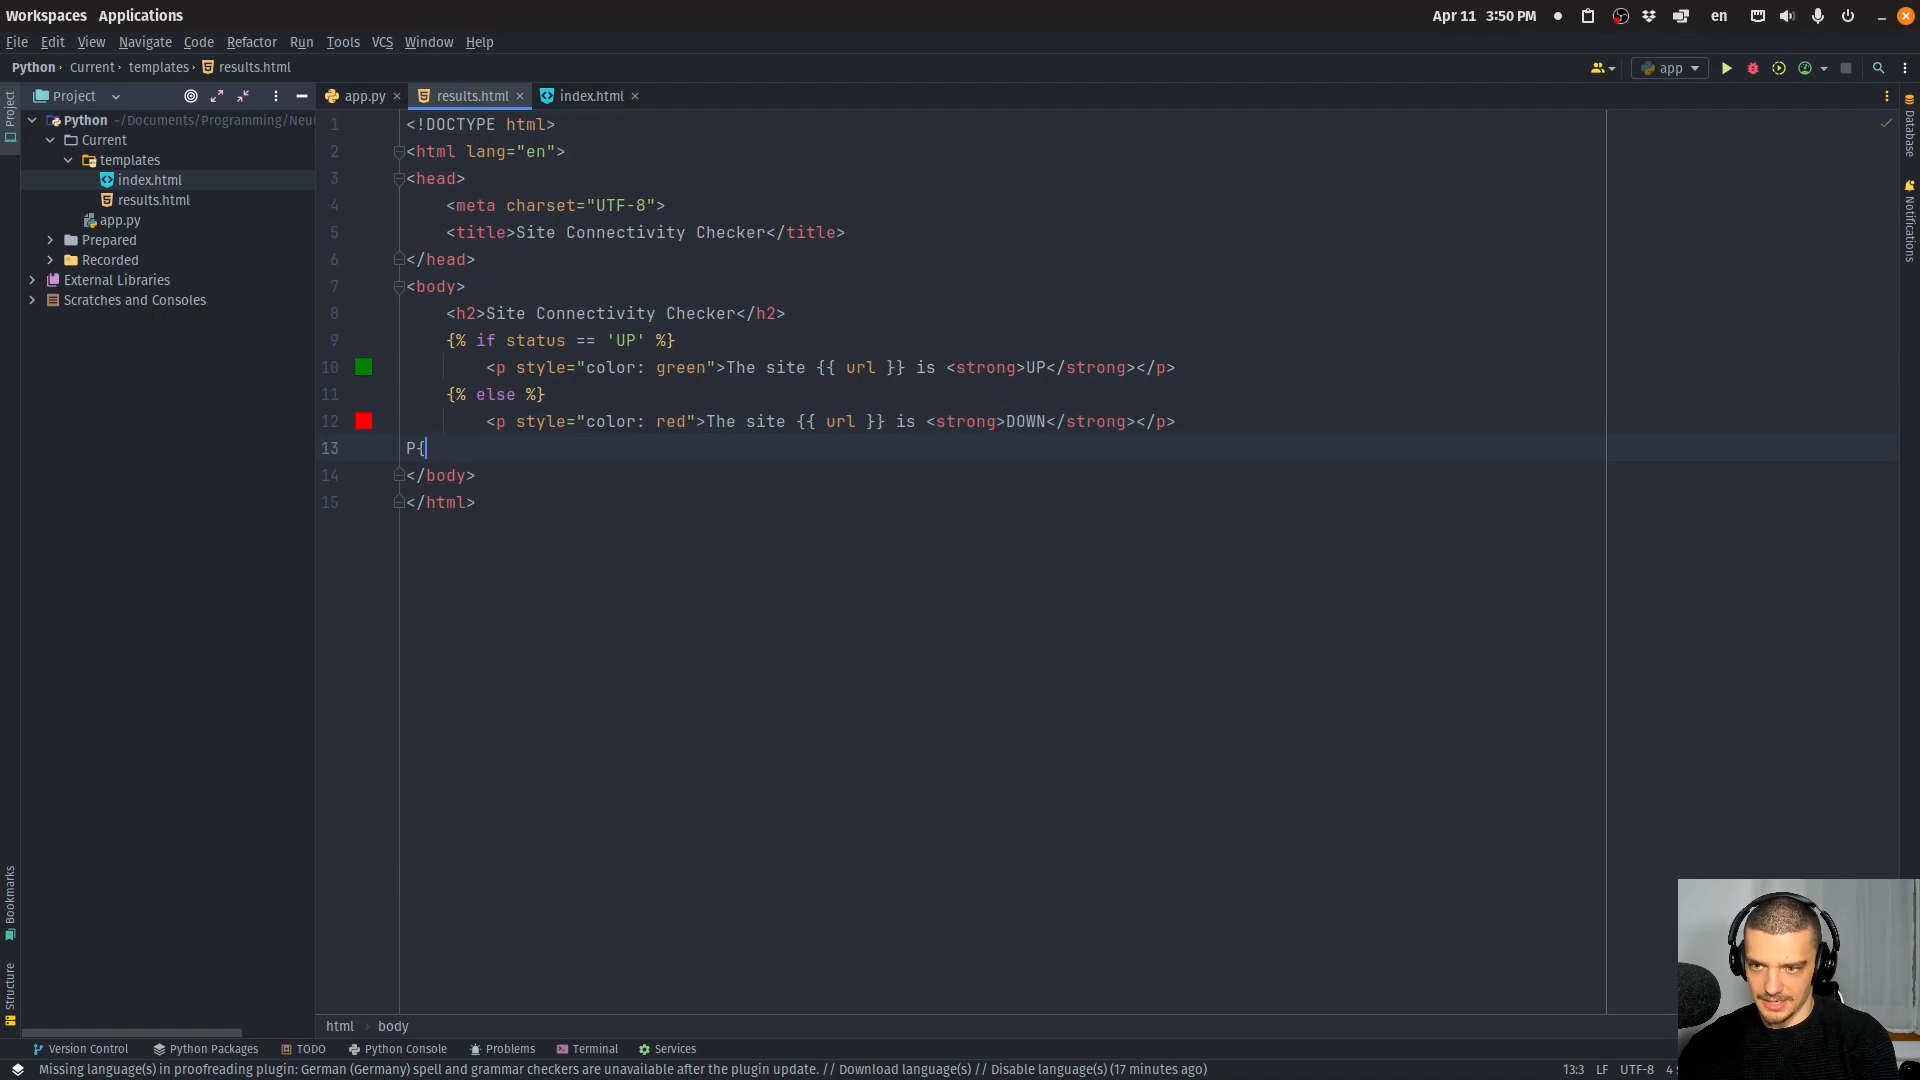 Workspaces Applications Apr 11 3:50 PM en
File Edit View Navigate Code Refactor Run Tools VCS Window Help
Python Current templates results.html app
Project app.py results.html index.html
Project
Python ~/Documents/Programming/Neur
Current
templates
index.html
results.html
app.py
Prepared
Recorded
External Libraries
Scratches and Consoles
1 <!DOCTYPE html>
2 <html lang="en">
3 <head>
4 <meta charset="UTF-8">
5 <title>Site Connectivity Checker</title>
6 </head>
7 <body>
8 <h2>Site Connectivity Checker</h2>
9 {% if status == 'UP' %}
10 <p style="color: green">The site {{ url }} is <strong>UP</strong></p>
11 {% else %}
12 <p style="color: red">The site {{ url }} is <strong>DOWN</strong></p>
13 P{
14 </body>
15 </html>
Database
Notifications
Bookmarks
Structure
html body
Version Control Python Packages TODO Python Console Problems Terminal Services
Missing language(s) in proofreading plugin: German (Germany) spell and grammar checkers are unavailable after the plugin update. // Download language(s) // Disable language(s) (17 minutes ago) 13:3 LF UTF-8 4